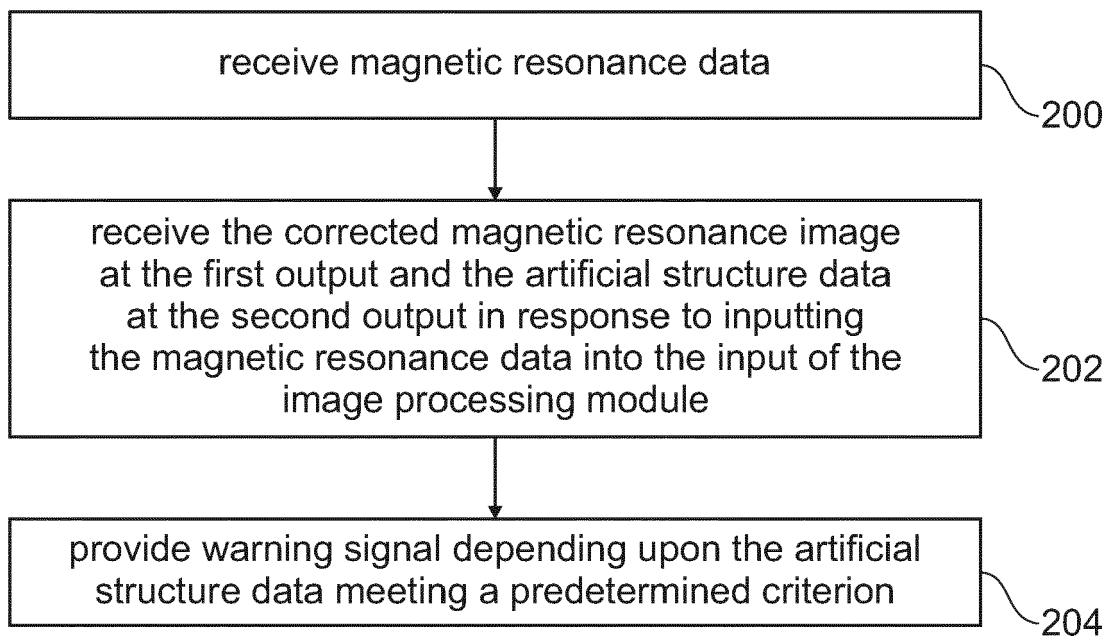 receive magnetic resonance data
200
receive the corrected magnetic resonance image
at the first output and the artificial structure data
at the second output in response to inputting
the magnetic resonance data into the input of the
image processing module
202
provide warning signal depending upon the artificial
structure data meeting a predetermined criterion
204